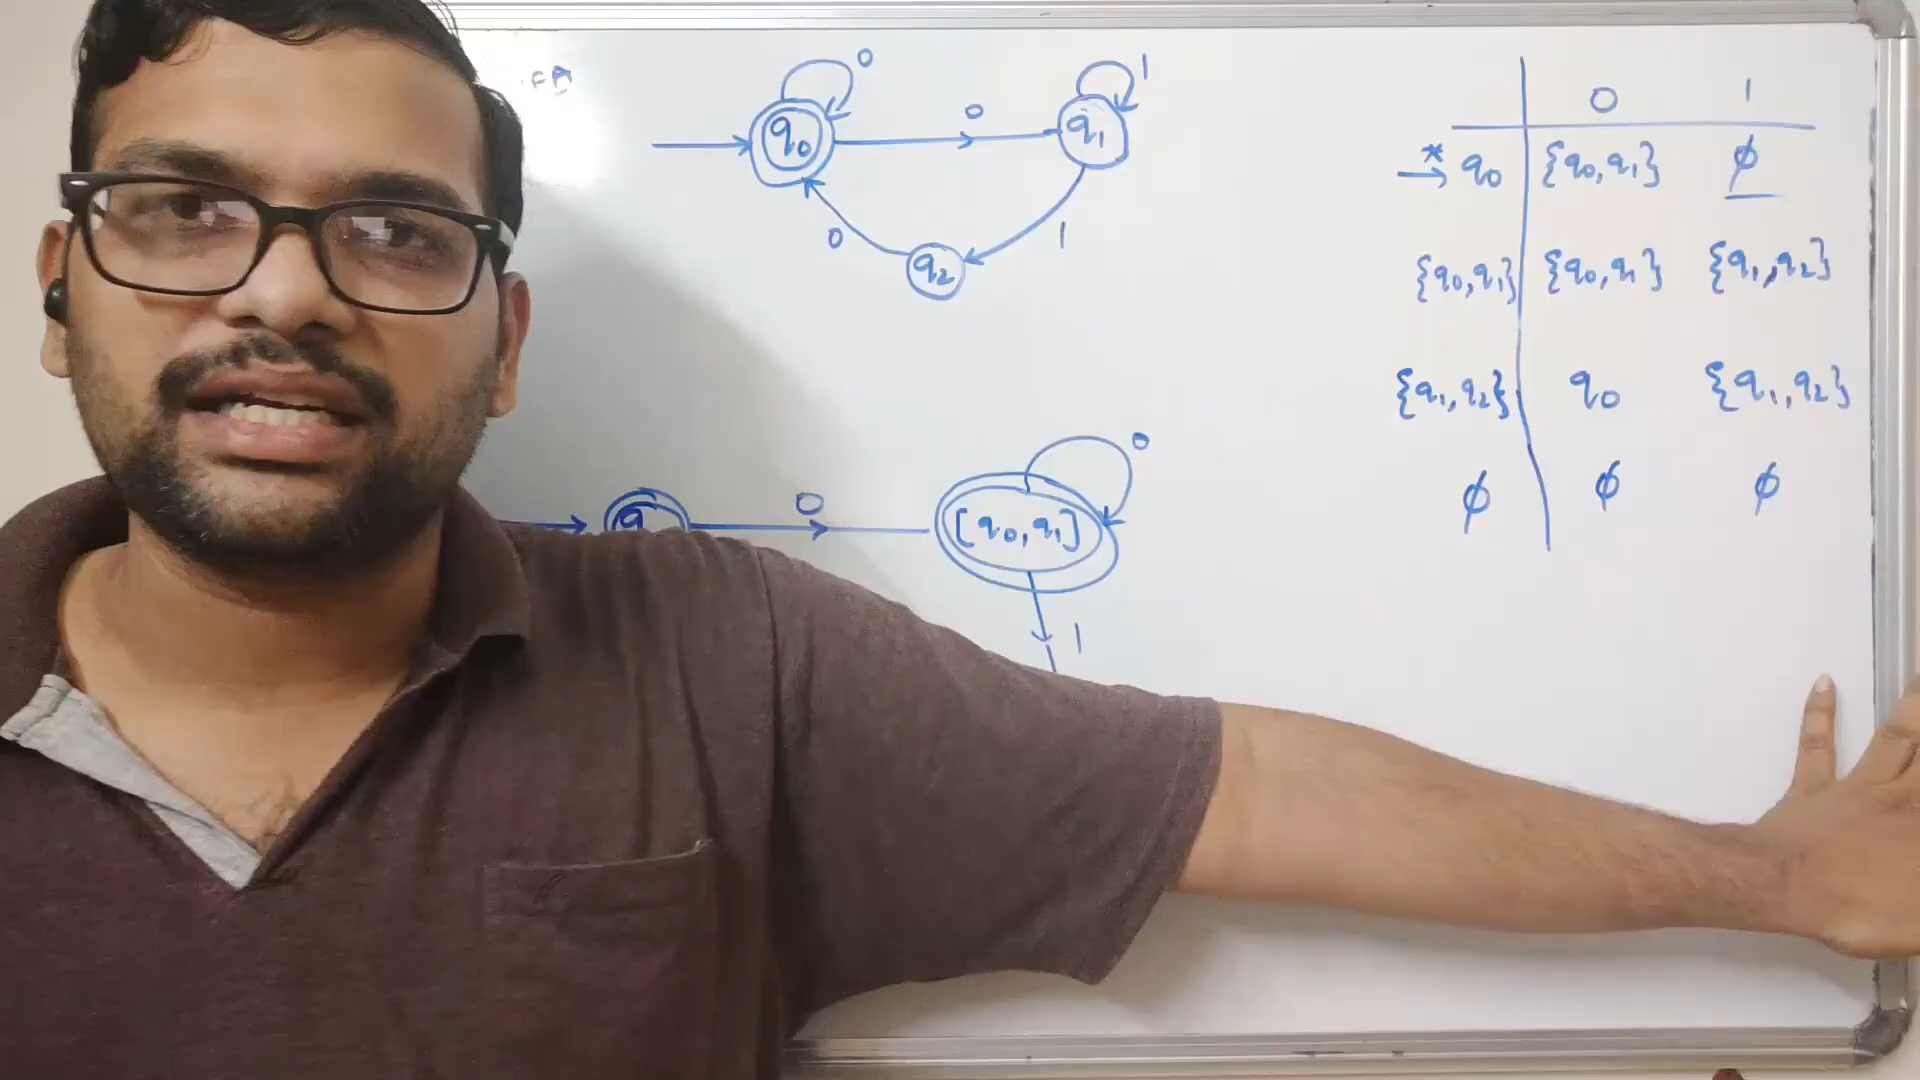 FA
0
1
q0
0
q1
0
1
q2
0
[q0, q1]
0
1
0 1
* → q0 {q0, q1} ϕ
{q0, q1} {q0, q1} {q1, q2}
{q1, q2} q0 {q1, q2}
ϕ ϕ ϕ